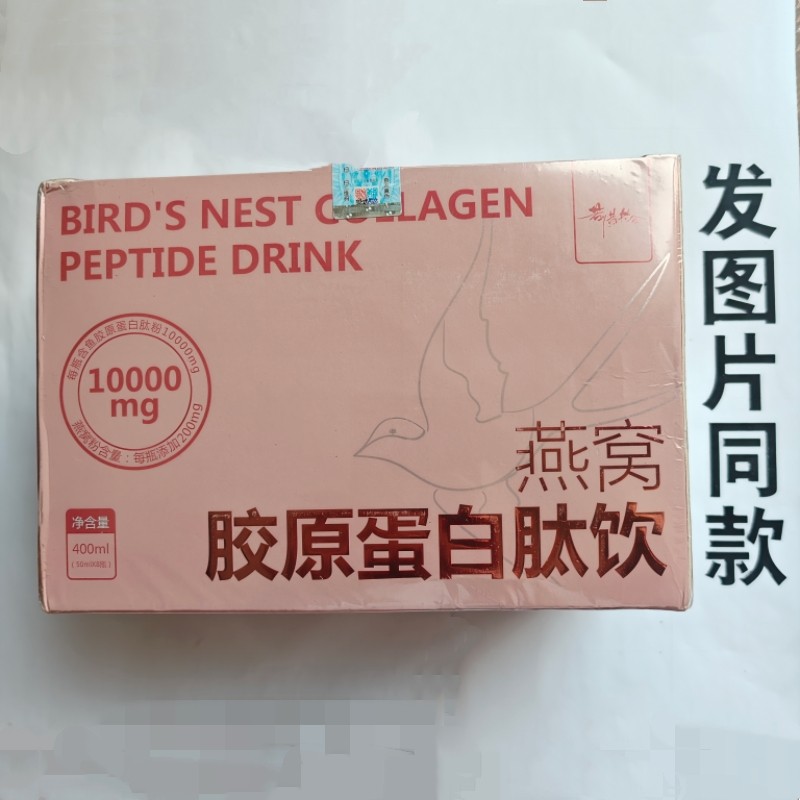 BIRD'S NEST COLLAGEN
PEPTIDE DRINK
每瓶含鱼胶原蛋白肽粉10000mg
10000
mg
燕窝粉含量：每瓶添加200mg
燕窝
胶原蛋白肽饮
净含量
400ml
发图片同款